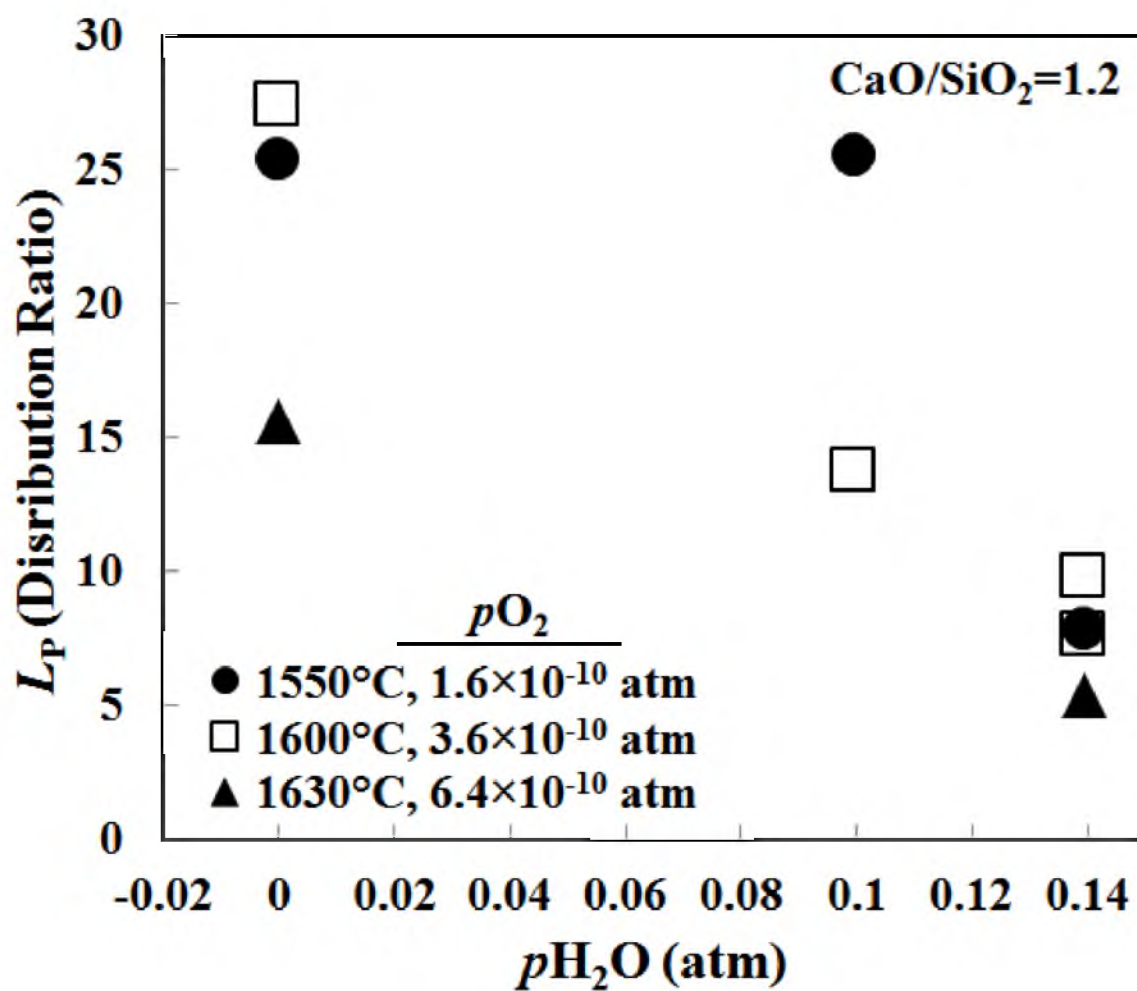 30
CaO/SiO₂=1.2
25
20
15
10
5
0
L_P (Disribution Ratio)
pO₂
1550°C, 1.6×10⁻¹⁰ atm
1600°C, 3.6×10⁻¹⁰ atm
1630°C, 6.4×10⁻¹⁰ atm
-0.02 0 0.02 0.04 0.06 0.08 0.1 0.12 0.14
pH₂O (atm)